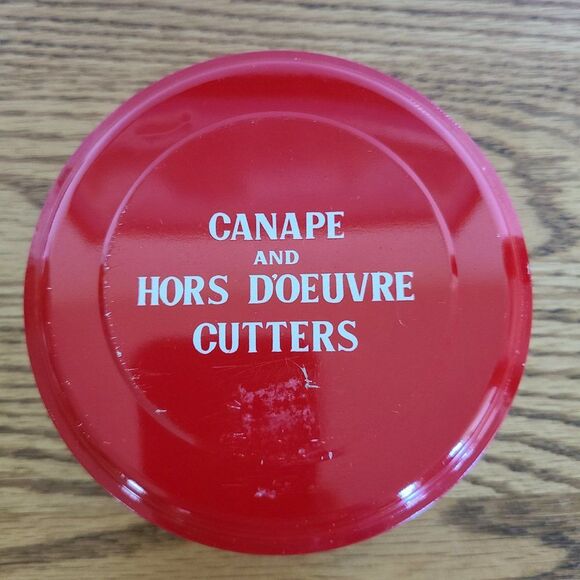 CANAPE
AND
HORS D'OEUVRE
CUTTERS